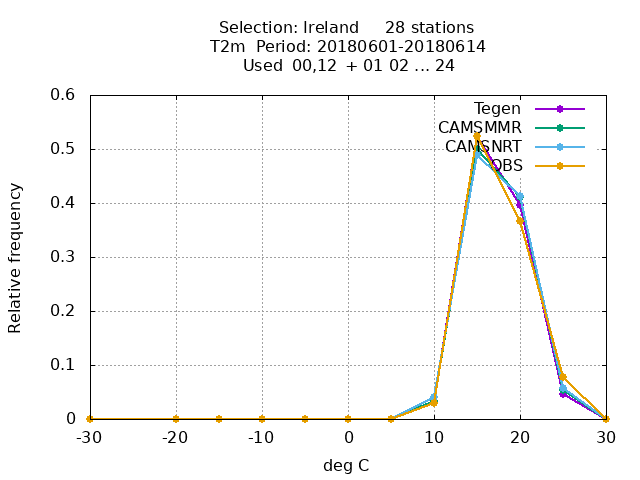 Selection: Ireland     28 stations
T2m  Period: 20180601-20180614
Used  00,12  + 01 02 ... 24
0.6
0.5
0.4
0.3
0.2
0.1
0
Relative frequency
Tegen
CAMSMMR
CAMSNRT
OBS
-30
-20
-10
0
10
20
30
deg C